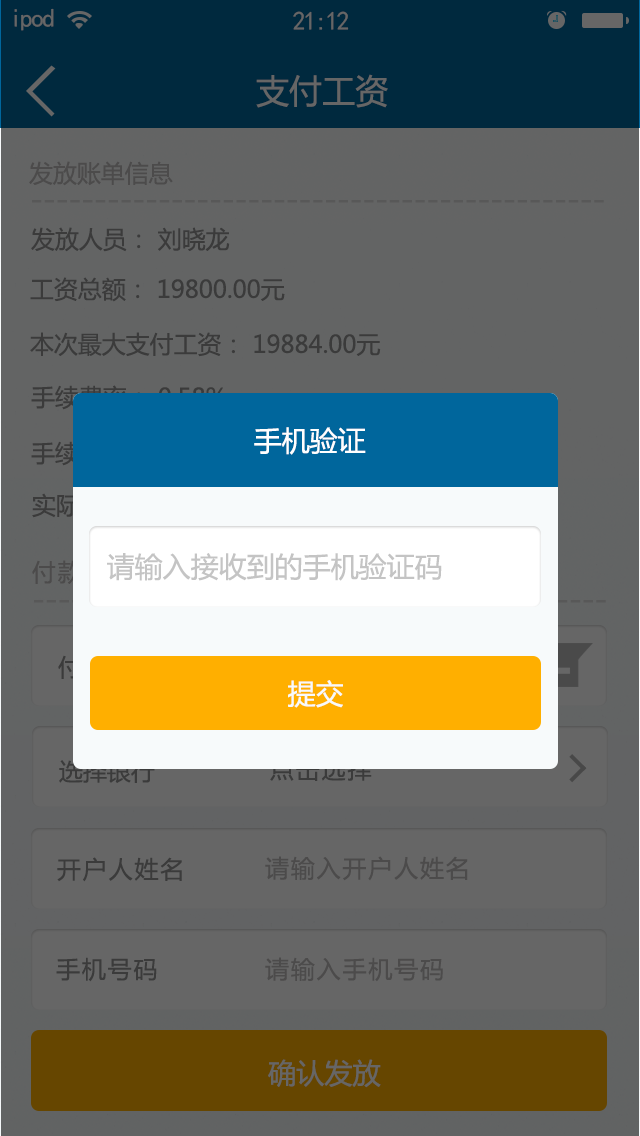 ipod 21:12
支付工资
发放账单信息
发放人员： 刘晓龙
工资总额： 19800.00元
本次最大支付工资： 19884.00元
手续费率： 0.58%
手续
实际
付款
手机验证
请输入接收到的手机验证码
提交
付
选择银行 点击选择
开户人姓名 请输入开户人姓名
手机号码 请输入手机号码
确认发放